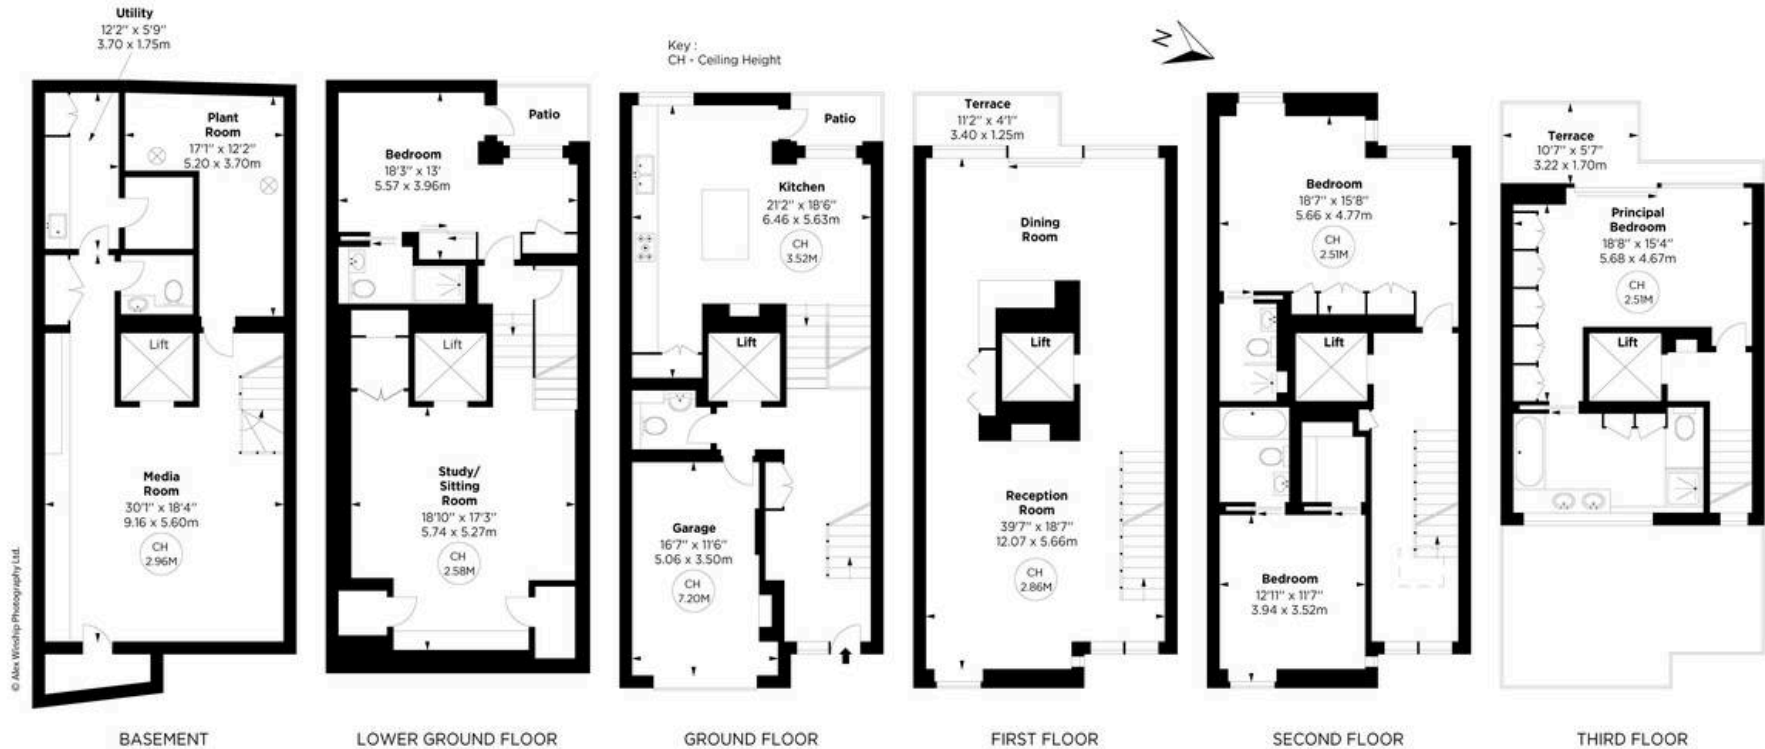 Utility
12'2" x 5'9"
3.70 x 1.75m
Key :
CH - Ceiling Height
N
Plant
Room
17'1" x 12'2"
5.20 x 3.70m
Lift
Media
Room
30'1" x 18'4"
9.16 x 5.60m
CH
2.96M
© Alex Winship Photography Ltd.
BASEMENT
Patio
Bedroom
18'3" x 13'
5.57 x 3.96m
Lift
Study/
Sitting
Room
18'10" x 17'3"
5.74 x 5.27m
CH
2.58M
LOWER GROUND FLOOR
Patio
Kitchen
21'2" x 18'6"
6.46 x 5.63m
CH
3.52M
Lift
Garage
16'7" x 11'6"
5.06 x 3.50m
CH
7.20M
GROUND FLOOR
Terrace
11'2" x 4'1"
3.40 x 1.25m
Dining
Room
Lift
Reception
Room
39'7" x 18'7"
12.07 x 5.66m
CH
2.86M
FIRST FLOOR
Bedroom
18'7" x 15'8"
5.66 x 4.77m
CH
2.51M
Lift
Bedroom
12'11" x 11'7"
3.94 x 3.52m
SECOND FLOOR
Terrace
10'7" x 5'7"
3.22 x 1.70m
Principal
Bedroom
18'8" x 15'4"
5.68 x 4.67m
CH
2.51M
Lift
THIRD FLOOR